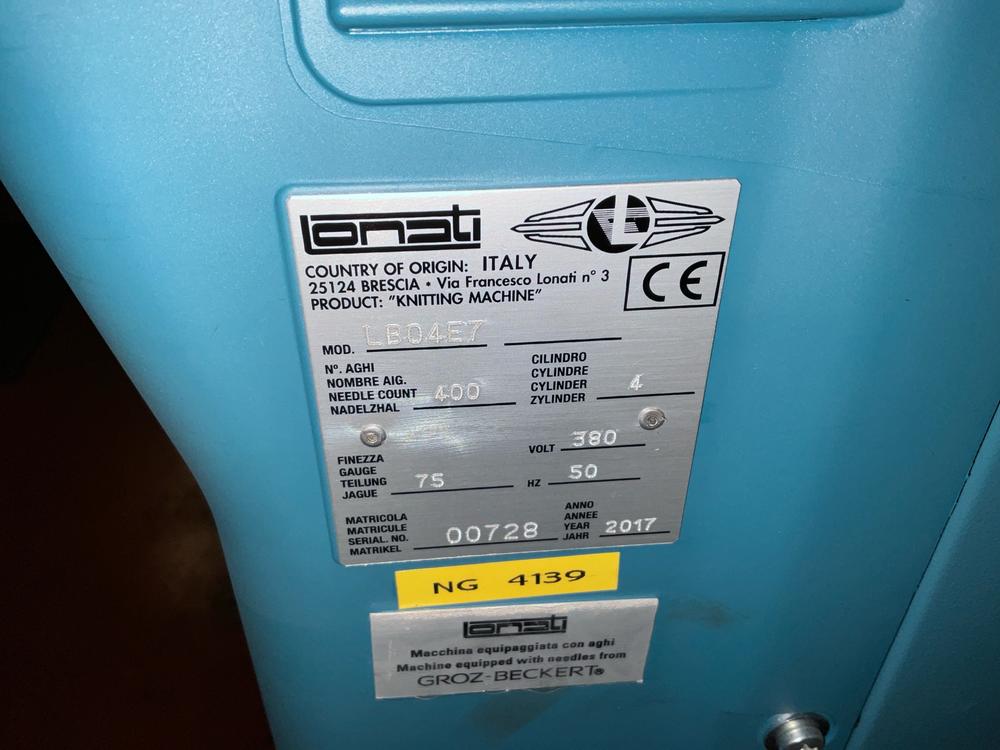 Lonati
COUNTRY OF ORIGIN: ITALY
25124 BRESCIA • Via Francesco Lonati n° 3
PRODUCT: "KNITTING MACHINE"
CE
MOD. LB04E7
N°. AGHI
NOMBRE AIG.
NEEDLE COUNT 400
NADELZHAL
CILINDRO
CYLINDRE
CYLINDER 4
ZYLINDER
FINEZZA
GAUGE
TEILUNG 75
JAGUE
VOLT 380
HZ 50
MATRICOLA
MATRICULE
SERIAL. NO. 00728
MATRIKEL
ANNO
ANNEE
YEAR 2017
JAHR
NG 4139
Lonati
Macchina equipaggiata con aghi
Machine equipped with needles from
GROZ-BECKERT®